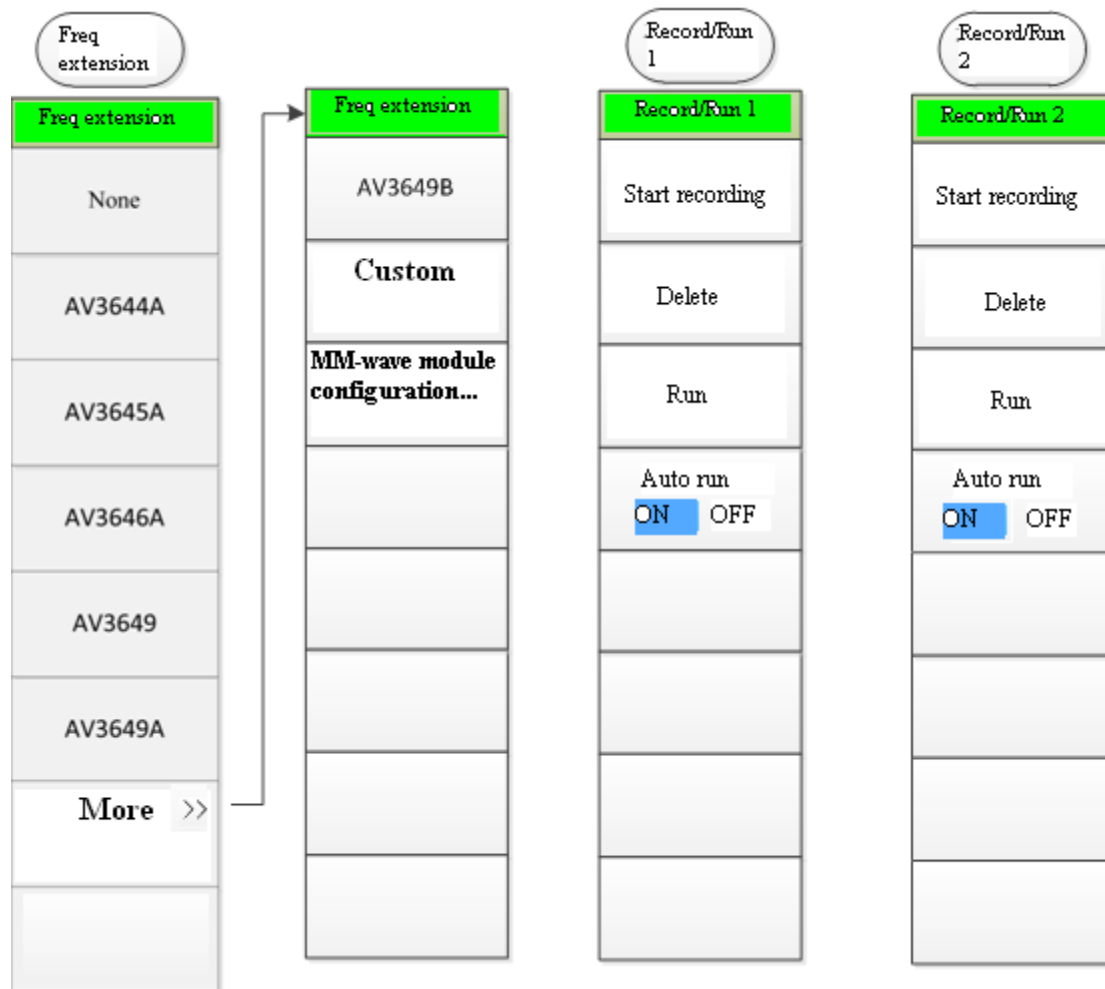 Freq
extension
Freq extension
None
AV3644A
AV3645A
AV3646A
AV3649
AV3649A
More >>
Freq extension
AV3649B
Custom
MM-wave module
configuration...
Record/Run
1
Record/Run 1
Start recording
Delete
Run
Auto run
ON OFF
Record/Run
2
Record/Run 2
Start recording
Delete
Run
Auto run
ON OFF